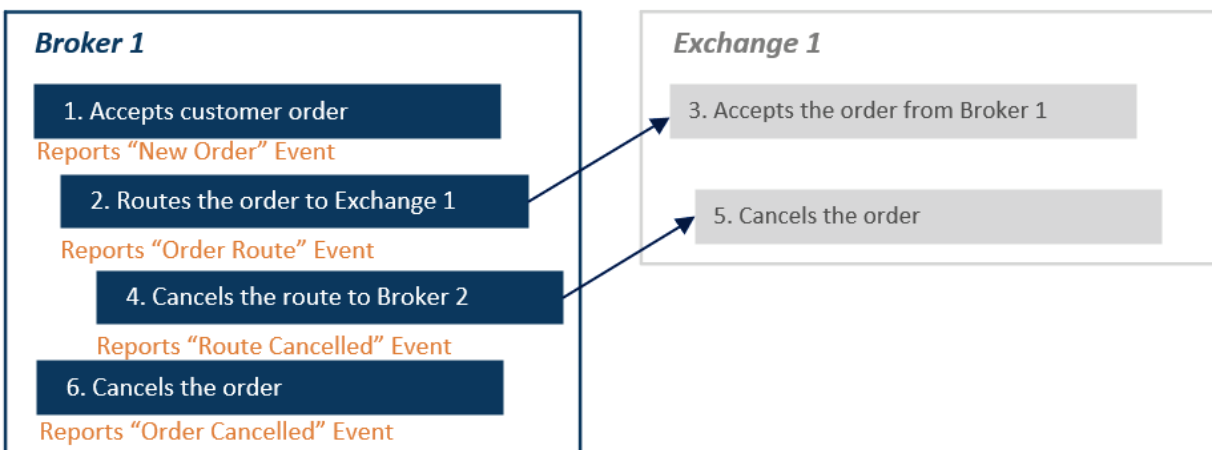 Broker 1
Exchange 1
1. Accepts customer order
3. Accepts the order from Broker 1
Reports “New Order” Event
2. Routes the order to Exchange 1
5. Cancels the order
Reports “Order Route” Event
4. Cancels the route to Broker 2
Reports “Route Cancelled” Event
6. Cancels the order
Reports “Order Cancelled” Event